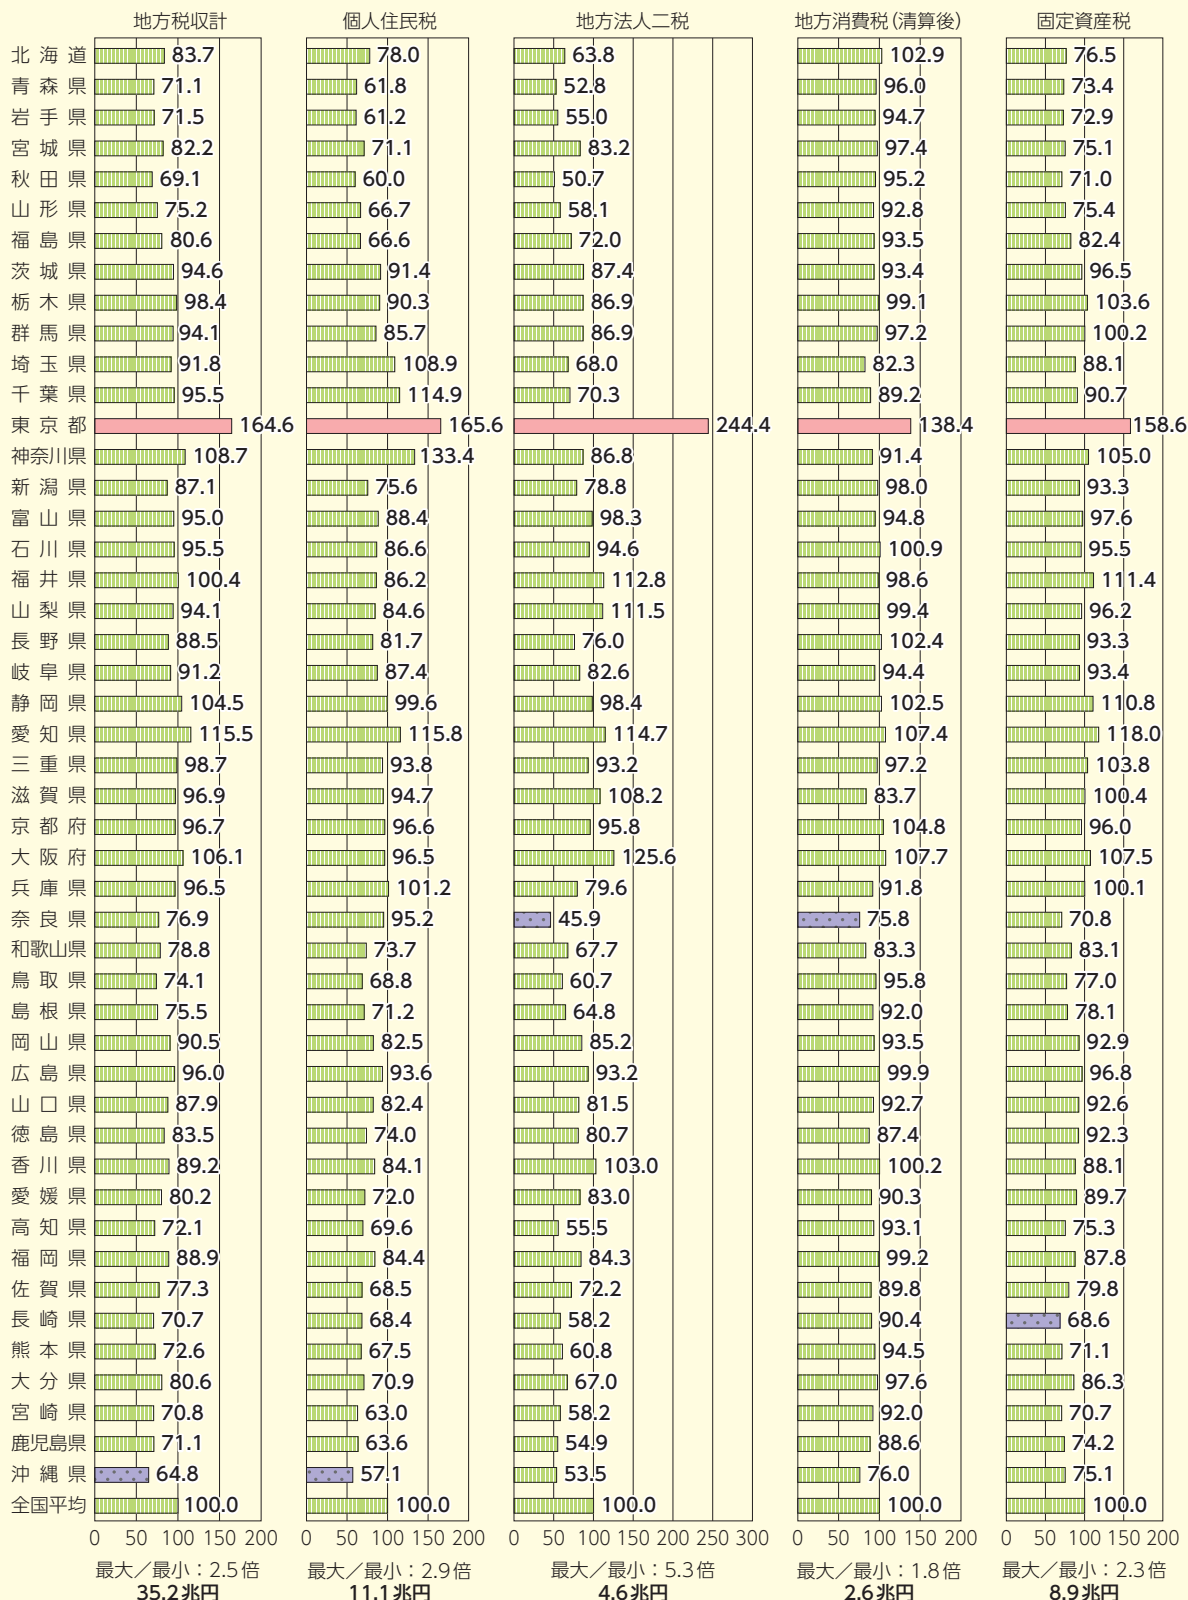 地方税収計 個人住民税 地方法人二税 地方消費税(清算後) 固定資産税
北海道 83.7 78.0 63.8 102.9 76.5
青森県 71.1 61.8 52.8 96.0 73.4
岩手県 71.5 61.2 55.0 94.7 72.9
宮城県 82.2 71.1 83.2 97.4 75.1
秋田県 69.1 60.0 50.7 95.2 71.0
山形県 75.2 66.7 58.1 92.8 75.4
福島県 80.6 66.6 72.0 93.5 82.4
茨城県 94.6 91.4 87.4 93.4 96.5
栃木県 98.4 90.3 86.9 99.1 103.6
群馬県 94.1 85.7 86.9 97.2 100.2
埼玉県 91.8 108.9 68.0 82.3 88.1
千葉県 95.5 114.9 70.3 89.2 90.7
東京都 164.6 165.6 244.4 138.4 158.6
神奈川県 108.7 133.4 86.8 91.4 105.0
新潟県 87.1 75.6 78.8 98.0 93.3
富山県 95.0 88.4 98.3 94.8 97.6
石川県 95.5 86.6 94.6 100.9 95.5
福井県 100.4 86.2 112.8 98.6 111.4
山梨県 94.1 84.6 111.5 99.4 96.2
長野県 88.5 81.7 76.0 102.4 93.3
岐阜県 91.2 87.4 82.6 94.4 93.4
静岡県 104.5 99.6 98.4 102.5 110.8
愛知県 115.5 115.8 114.7 107.4 118.0
三重県 98.7 93.8 93.2 97.2 103.8
滋賀県 96.9 94.7 108.2 83.7 100.4
京都府 96.7 96.6 95.8 104.8 96.0
大阪府 106.1 96.5 125.6 107.7 107.5
兵庫県 96.5 101.2 79.6 91.8 100.1
奈良県 76.9 95.2 45.9 75.8 70.8
和歌山県 78.8 73.7 67.7 83.3 83.1
鳥取県 74.1 68.8 60.7 95.8 77.0
島根県 75.5 71.2 64.8 92.0 78.1
岡山県 90.5 82.5 85.2 93.5 92.9
広島県 96.0 93.6 93.2 99.9 96.8
山口県 87.9 82.4 81.5 92.7 92.6
徳島県 83.5 74.0 80.7 87.4 92.3
香川県 89.2 84.1 103.0 100.2 88.1
愛媛県 80.2 72.0 83.0 90.3 89.7
高知県 72.1 69.6 55.5 93.1 75.3
福岡県 88.9 84.4 84.3 99.2 87.8
佐賀県 77.3 68.5 72.2 89.8 79.8
長崎県 70.7 68.4 58.2 90.4 68.6
熊本県 72.6 67.5 60.8 94.5 71.1
大分県 80.6 70.9 67.0 97.6 86.3
宮崎県 70.8 63.0 58.2 92.0 70.7
鹿児島県 71.1 63.6 54.9 88.6 74.2
沖縄県 64.8 57.1 53.5 76.0 75.1
全国平均 100.0 100.0 100.0 100.0 100.0
0 50 100 150 200 0 50 100 150 200 0 50 100 150 200 250 300 0 50 100 150 200 0 50 100 150 200
最大/最小:2.5倍 最大/最小:2.9倍 最大/最小:5.3倍 最大/最小:1.8倍 最大/最小:2.3倍
35.2兆円 11.1兆円 4.6兆円 2.6兆円 8.9兆円